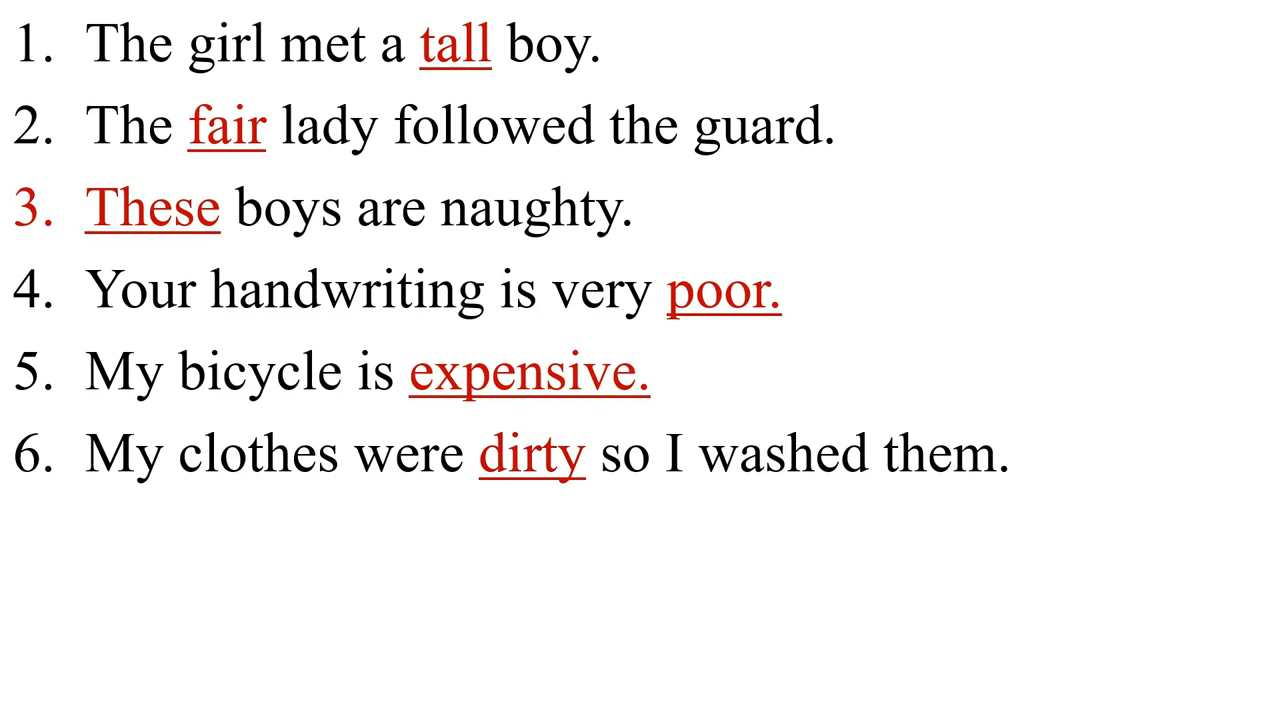 1. The girl met a tall boy.
2. The fair lady followed the guard.
3. These boys are naughty.
4. Your handwriting is very poor.
5. My bicycle is expensive.
6. My clothes were dirty so I washed them.